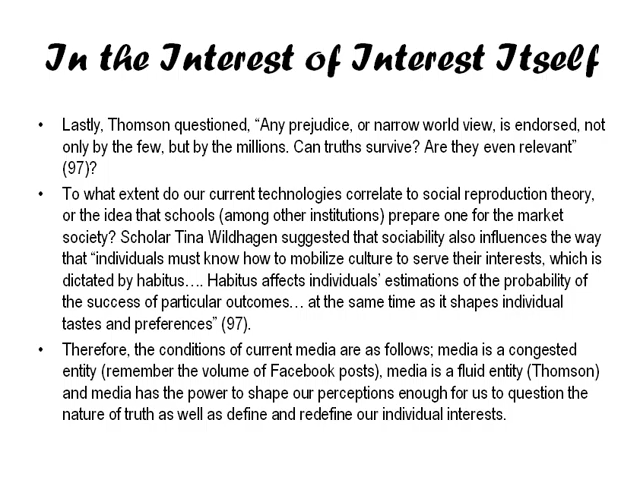 In the Interest of Interest Itself
• Lastly, Thomson questioned, “Any prejudice, or narrow world view, is endorsed, not
only by the few, but by the millions. Can truths survive? Are they even relevant”
(97)?
• To what extent do our current technologies correlate to social reproduction theory,
or the idea that schools (among other institutions) prepare one for the market
society? Scholar Tina Wildhagen suggested that sociability also influences the way
that “individuals must know how to mobilize culture to serve their interests, which is
dictated by habitus…. Habitus affects individuals’ estimations of the probability of
the success of particular outcomes… at the same time as it shapes individual
tastes and preferences” (97).
• Therefore, the conditions of current media are as follows; media is a congested
entity (remember the volume of Facebook posts), media is a fluid entity (Thomson)
and media has the power to shape our perceptions enough for us to question the
nature of truth as well as define and redefine our individual interests.